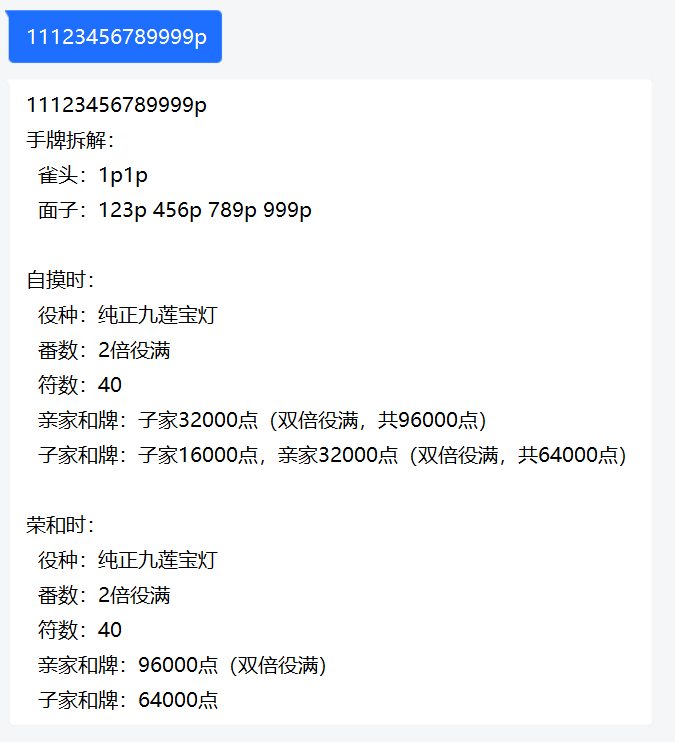 11123456789999p
11123456789999p
手牌拆解：
雀头：1p1p
面子：123p 456p 789p 999p
自摸时：
役种：纯正九莲宝灯
番数：2倍役满
符数：40
亲家和牌：子家32000点（双倍役满，共96000点）
子家和牌：子家16000点，亲家32000点（双倍役满，共64000点）
荣和时：
役种：纯正九莲宝灯
番数：2倍役满
符数：40
亲家和牌：96000点（双倍役满）
子家和牌：64000点